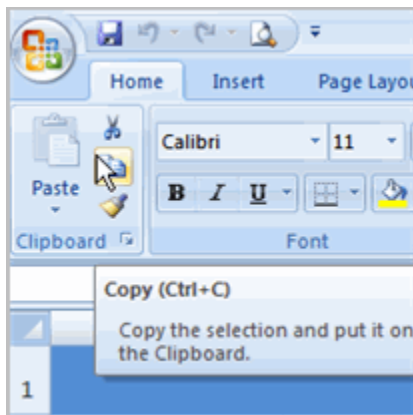 Home Insert Page Layou
Calibri 11
Paste
B I U
Clipboard Font
Copy (Ctrl+C)
Copy the selection and put it on
the Clipboard.
1